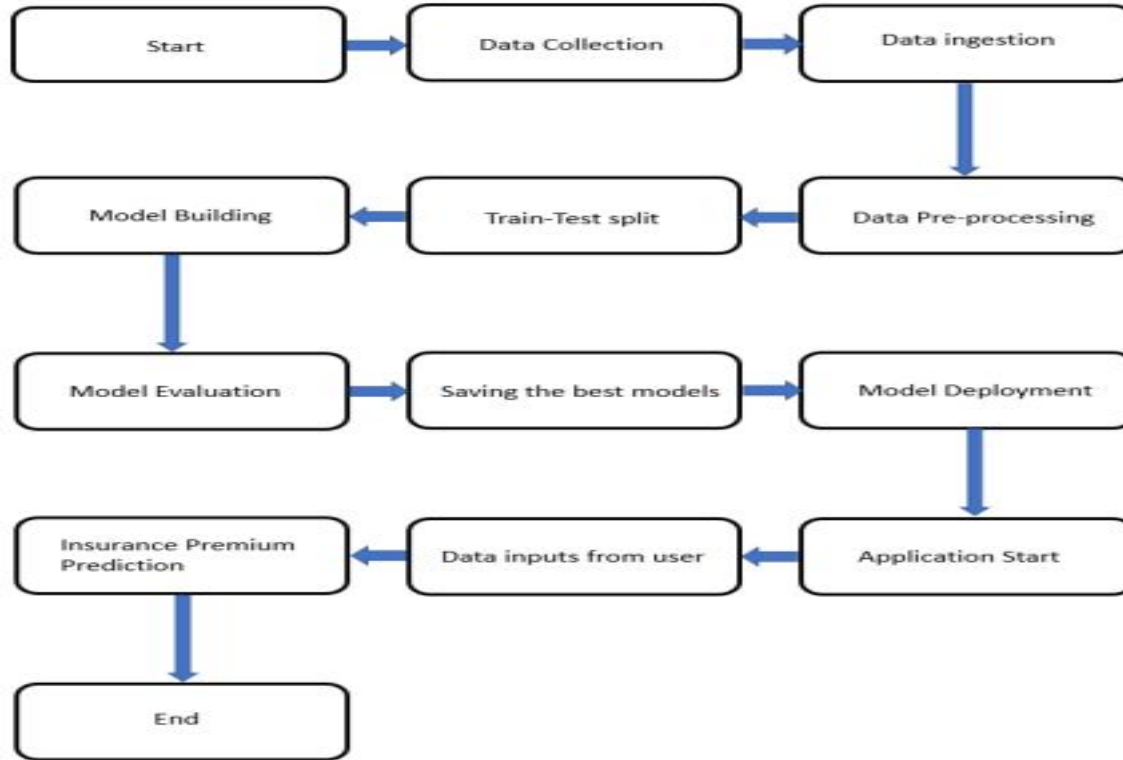 Start
Data Collection
Data ingestion
Data Pre-processing
Train-Test split
Model Building
Model Evaluation
Saving the best models
Model Deployment
Application Start
Data inputs from user
Insurance Premium
Prediction
End